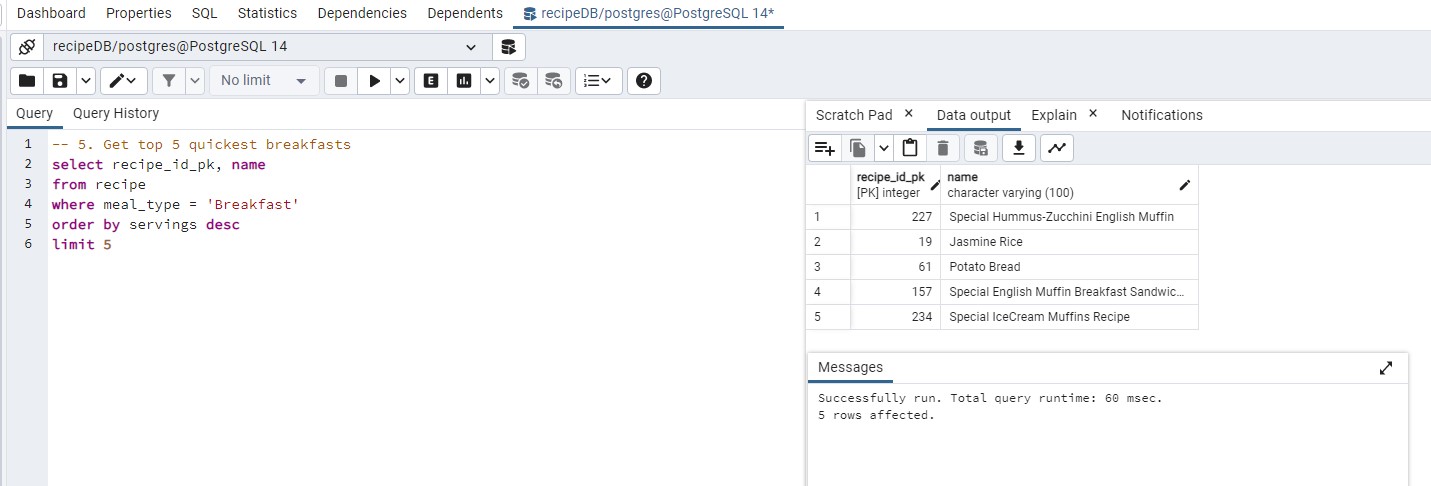 Dashboard Properties SQL Statistics Dependencies Dependents recipeDB/postgres@PostgreSQL 14*
recipeDB/postgres@PostgreSQL 14
No limit
E
Query Query History
1 -- 5. Get top 5 quickest breakfasts
2 select recipe_id_pk, name
3 from recipe
4 where meal_type = 'Breakfast'
5 order by servings desc
6 limit 5
Scratch Pad × Data output Explain × Notifications
recipe_id_pk name
[PK] integer character varying (100)
1 227 Special Hummus-Zucchini English Muffin
2 19 Jasmine Rice
3 61 Potato Bread
4 157 Special English Muffin Breakfast Sandwic...
5 234 Special IceCream Muffins Recipe
Messages
Successfully run. Total query runtime: 60 msec.
5 rows affected.